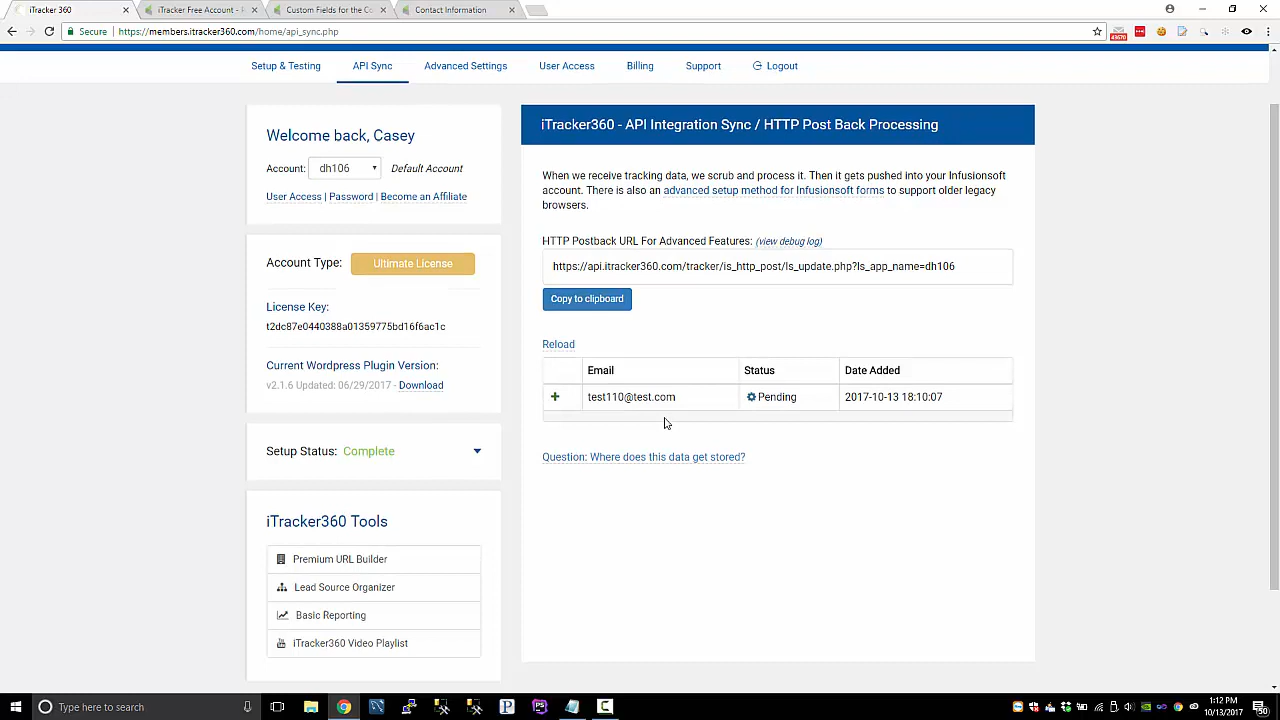 iTracker 360
iTracker Free Account - I
Custom Fields for the Co
Contact Information
Secure
https://members.itracker360.com/home/api_sync.php
43670
Setup & Testing
API Sync
Advanced Settings
User Access
Billing
Support
Logout
Welcome back, Casey
Account: dh106 Default Account
User Access | Password | Become an Affiliate
Account Type: Ultimate License
License Key:
t2dc87e0440388a01359775bd16f6ac1c
Current Wordpress Plugin Version:
v2.1.6 Updated: 06/29/2017 - Download
Setup Status: Complete
iTracker360 Tools
Premium URL Builder
Lead Source Organizer
Basic Reporting
iTracker360 Video Playlist
iTracker360 - API Integration Sync / HTTP Post Back Processing
When we receive tracking data, we scrub and process it. Then it gets pushed into your Infusionsoft
account. There is also an advanced setup method for Infusionsoft forms to support older legacy
browsers.
HTTP Postback URL For Advanced Features: (view debug log)
https://api.itracker360.com/tracker/is_http_post/Is_update.php?Is_app_name=dh106
Copy to clipboard
Reload
Email Status Date Added
test110@test.com Pending 2017-10-13 18:10:07
Question: Where does this data get stored?
Type here to search
1:12 PM
10/13/2017